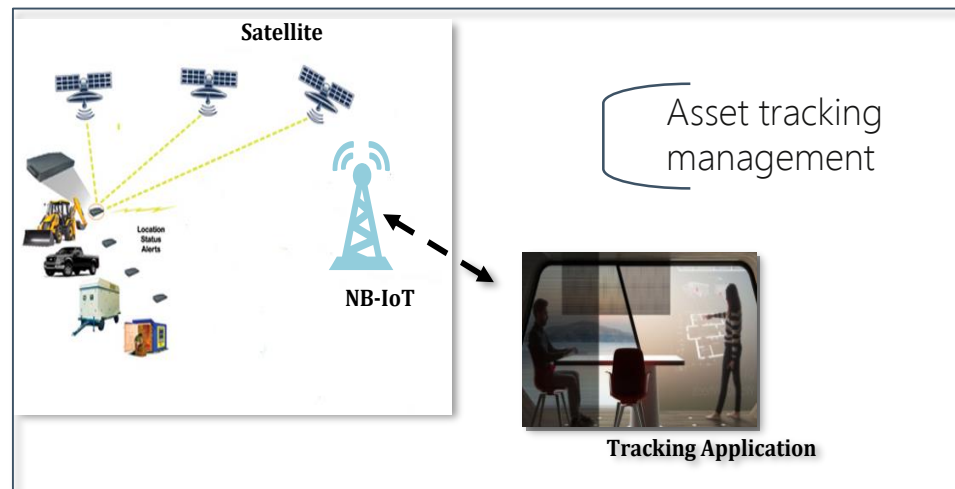 Satellite
Asset tracking
management
Location
Status
Alerts
NB-IoT
Tracking Application